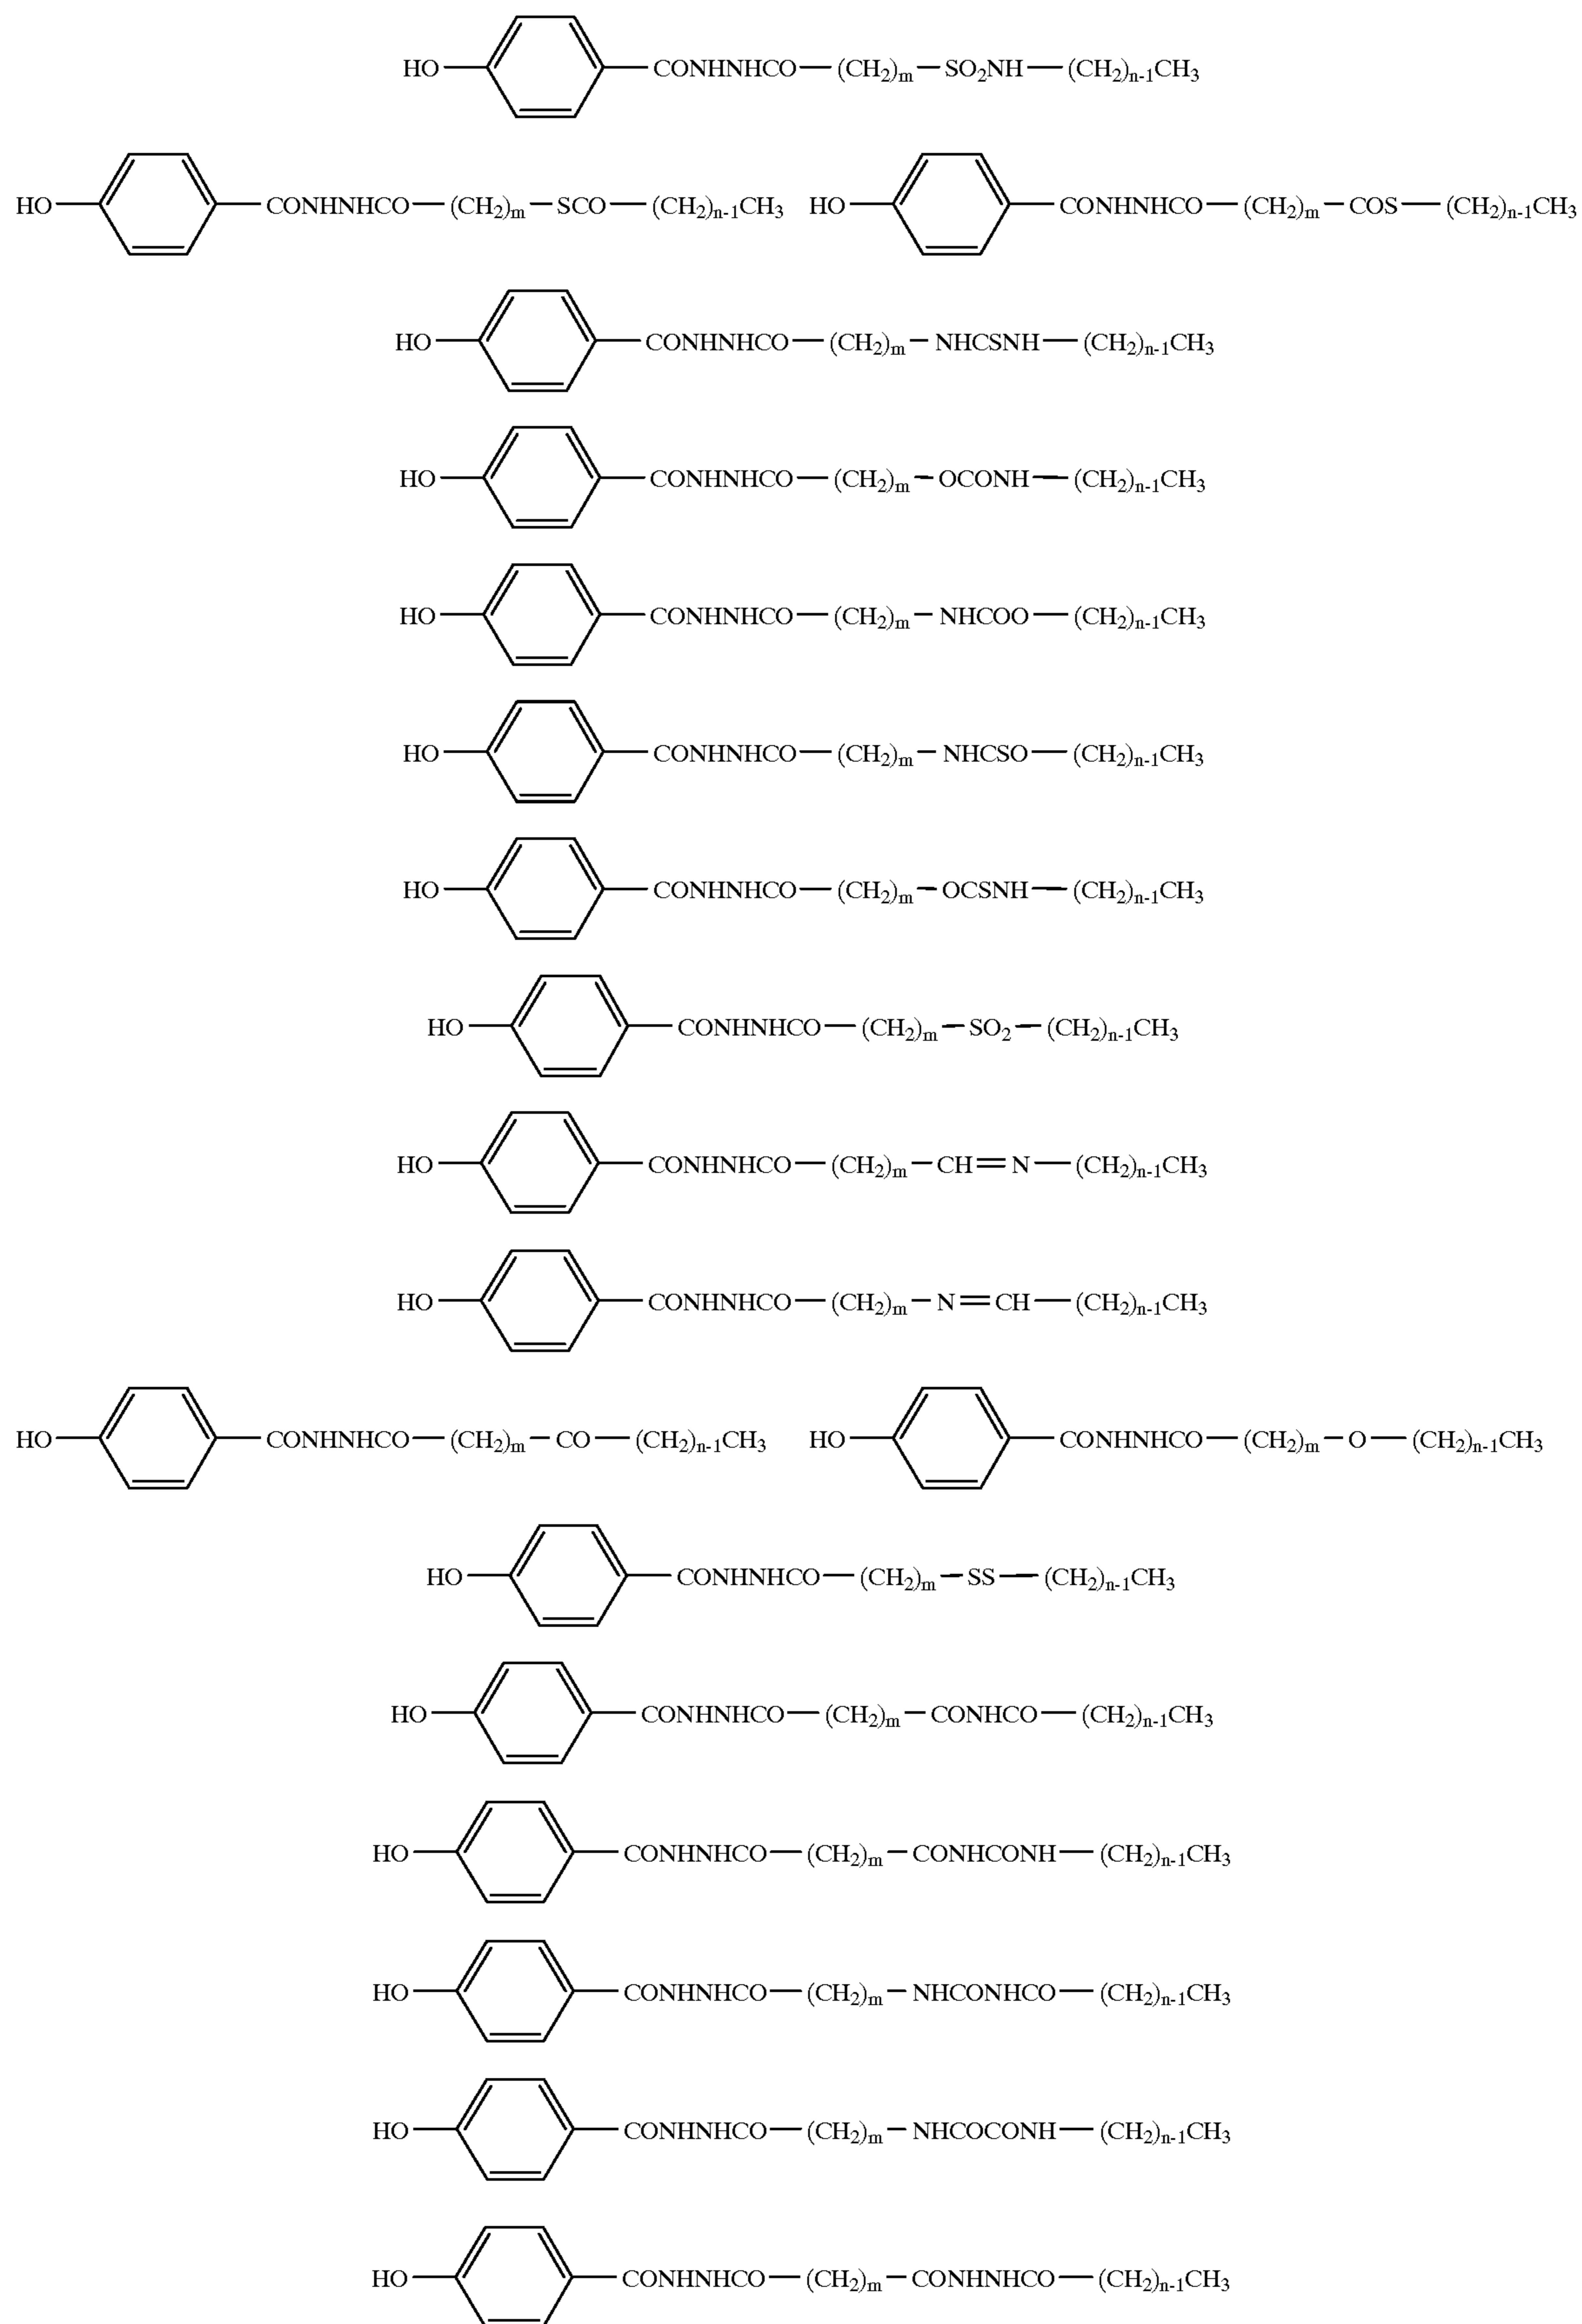 HO CONHNHCO (CH2)m SO2NH (CH2)n-1CH3
HO CONHNHCO (CH2)m SCO (CH2)n-1CH3 HO CONHNHCO (CH2)m COS (CH2)n-1CH3
HO CONHNHCO (CH2)m NHCSNH (CH2)n-1CH3
HO CONHNHCO (CH2)m OCONH (CH2)n-1CH3
HO CONHNHCO (CH2)m NHCOO (CH2)n-1CH3
HO CONHNHCO (CH2)m NHCSO (CH2)n-1CH3
HO CONHNHCO (CH2)m OCSNH (CH2)n-1CH3
HO CONHNHCO (CH2)m SO2 (CH2)n-1CH3
HO CONHNHCO (CH2)m CH=N (CH2)n-1CH3
HO CONHNHCO (CH2)m N=CH (CH2)n-1CH3
HO CONHNHCO (CH2)m CO (CH2)n-1CH3 HO CONHNHCO (CH2)m O (CH2)n-1CH3
HO CONHNHCO (CH2)m SS (CH2)n-1CH3
HO CONHNHCO (CH2)m CONHCO (CH2)n-1CH3
HO CONHNHCO (CH2)m CONHCONH (CH2)n-1CH3
HO CONHNHCO (CH2)m NHCONHCO (CH2)n-1CH3
HO CONHNHCO (CH2)m NHCOCONH (CH2)n-1CH3
HO CONHNHCO (CH2)m CONHNHCO (CH2)n-1CH3